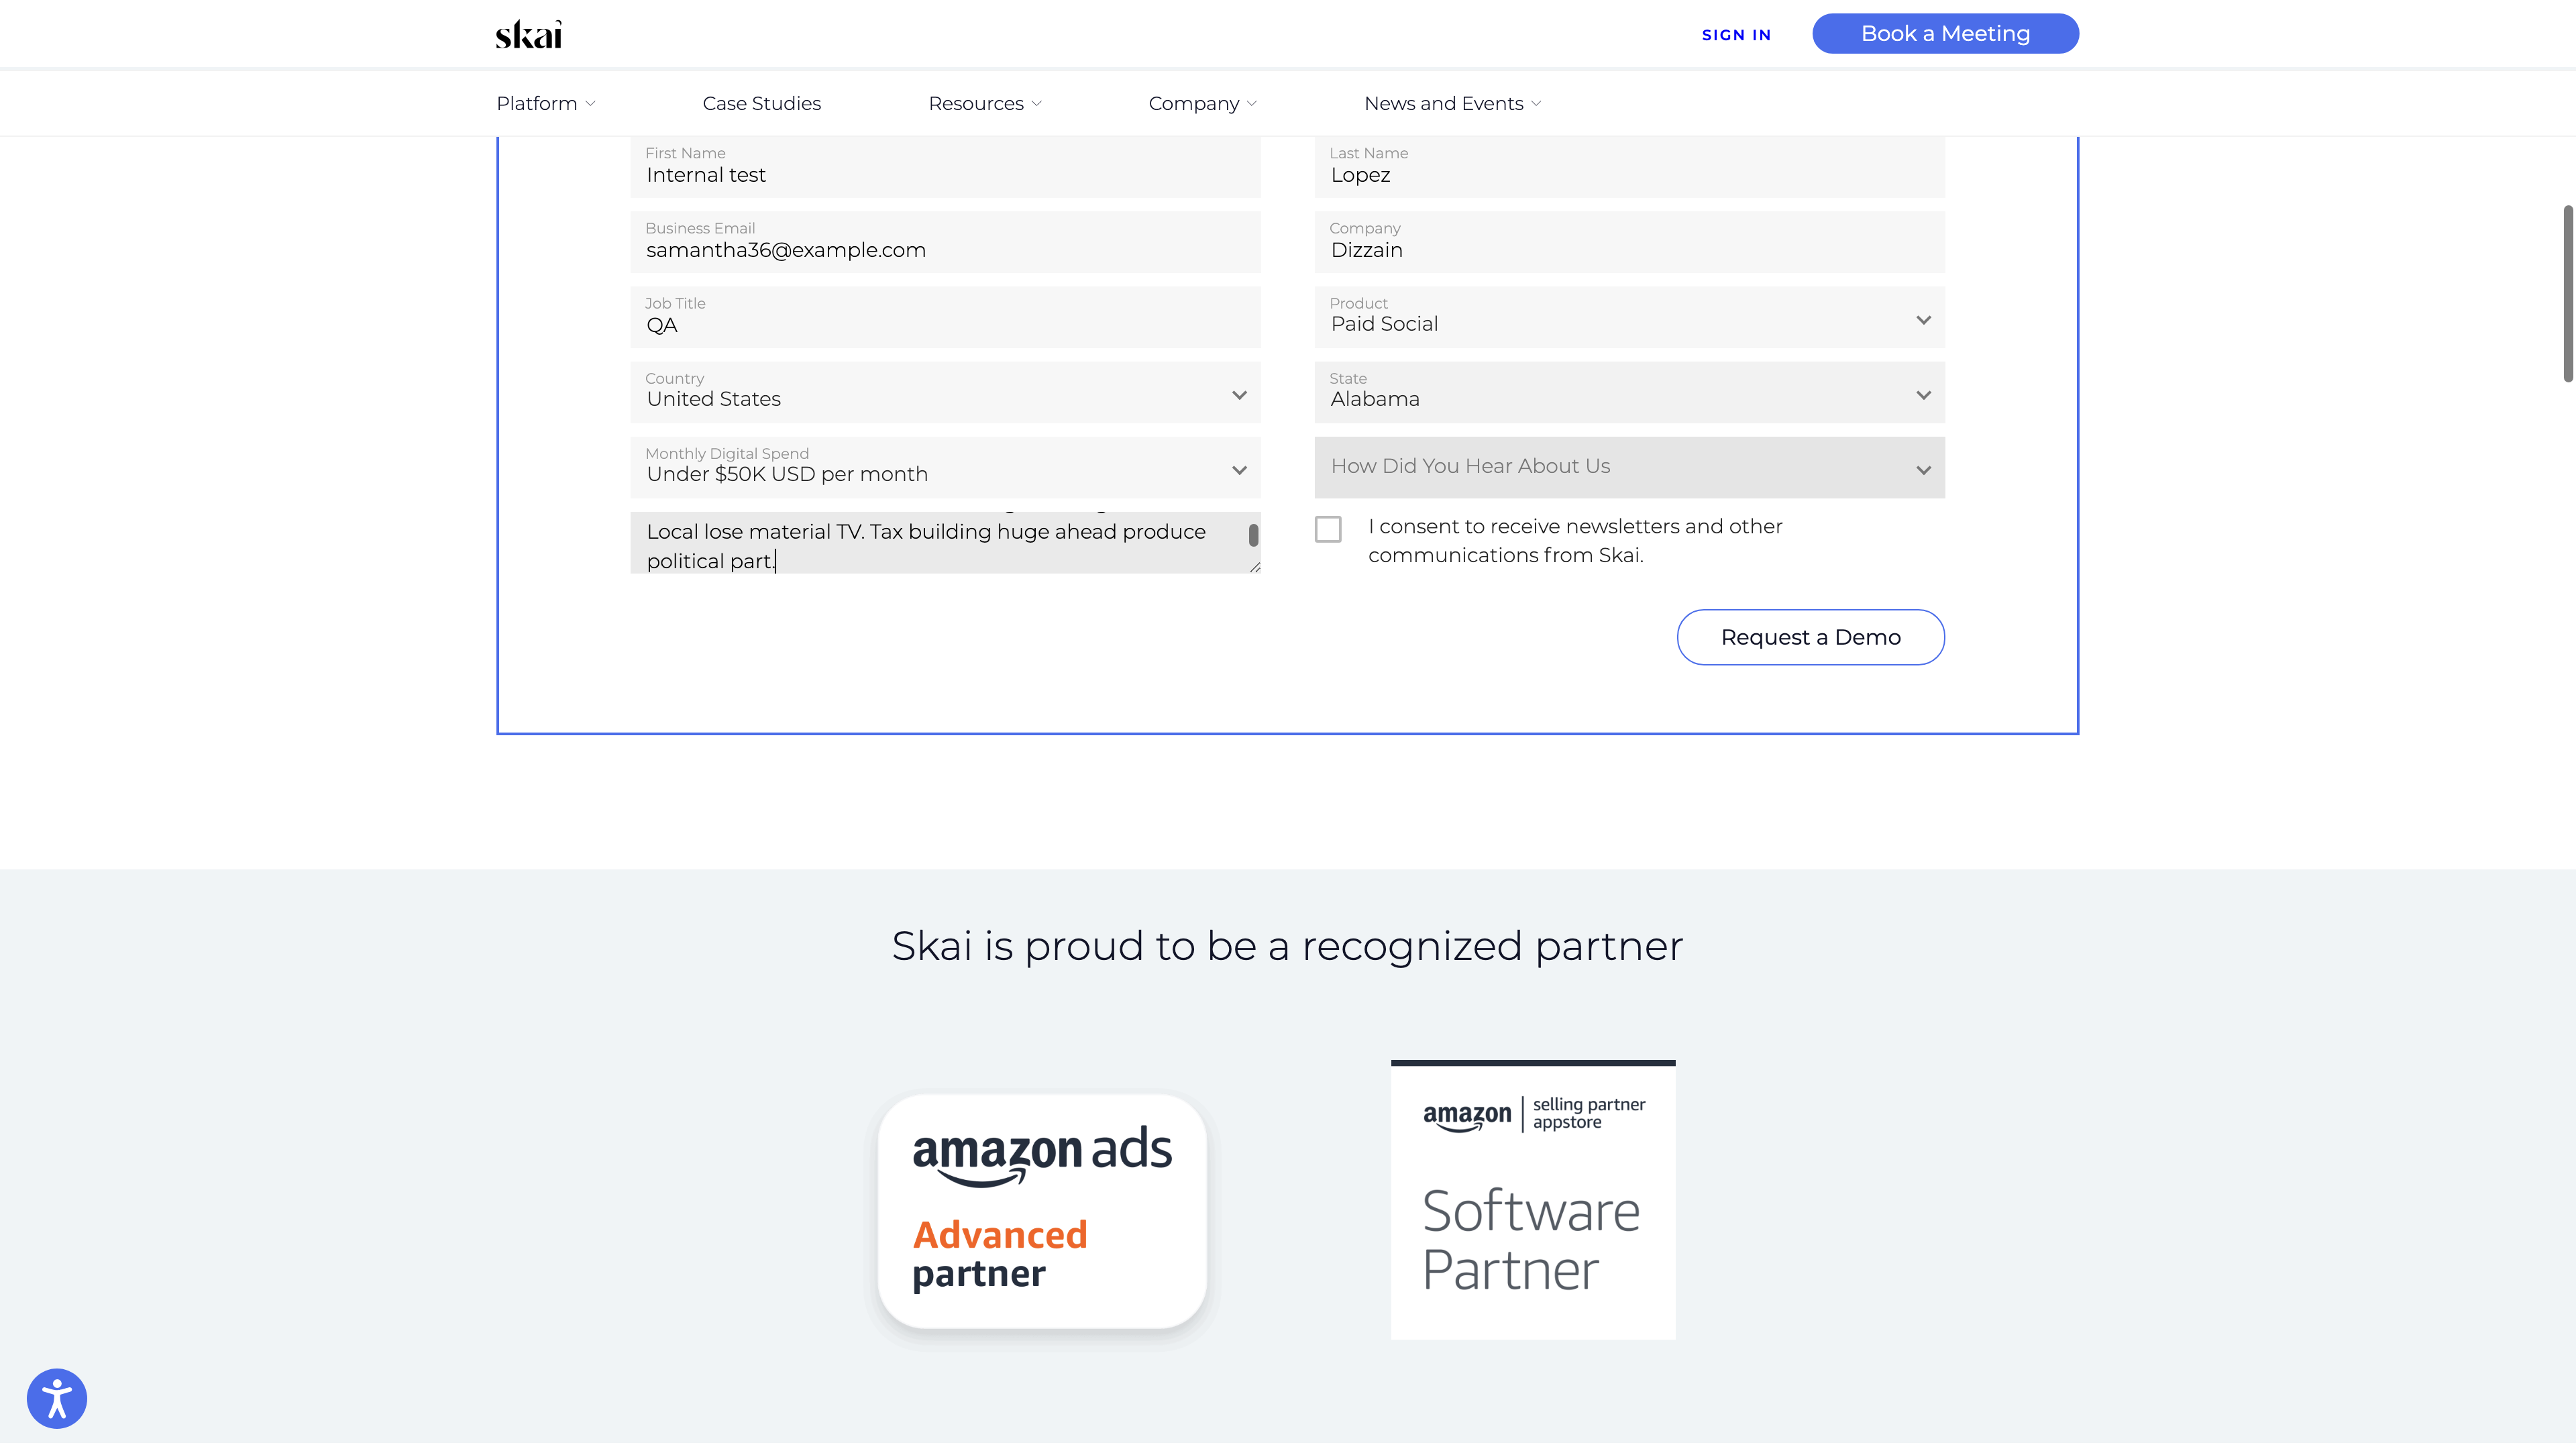 skai
SIGN IN
Book a Meeting
Platform
Case Studies
Resources
Company
News and Events
First Name
Internal test
Last Name
Lopez
Business Email
samantha36@example.com
Company
Dizzain
Job Title
QA
Product
Paid Social
Country
United States
State
Alabama
Monthly Digital Spend
Under $50K USD per month
How Did You Hear About Us
Local lose material TV. Tax building huge ahead produce
political part.
I consent to receive newsletters and other
communications from Skai.
Request a Demo
Skai is proud to be a recognized partner
amazon ads
Advanced
partner
amazon
selling partner
appstore
Software
Partner